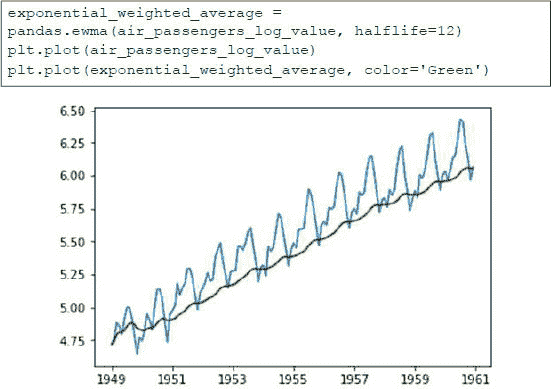 exponential_weighted_average =
pandas.ewma(air_passengers_log_value, halflife=12)
plt.plot(air_passengers_log_value)
plt.plot(exponential_weighted_average, color='Green')
6.50
6.25
6.00
5.75
5.50
5.25
5.00
4.75
1949 1951 1953 1955 1957 1959 1961